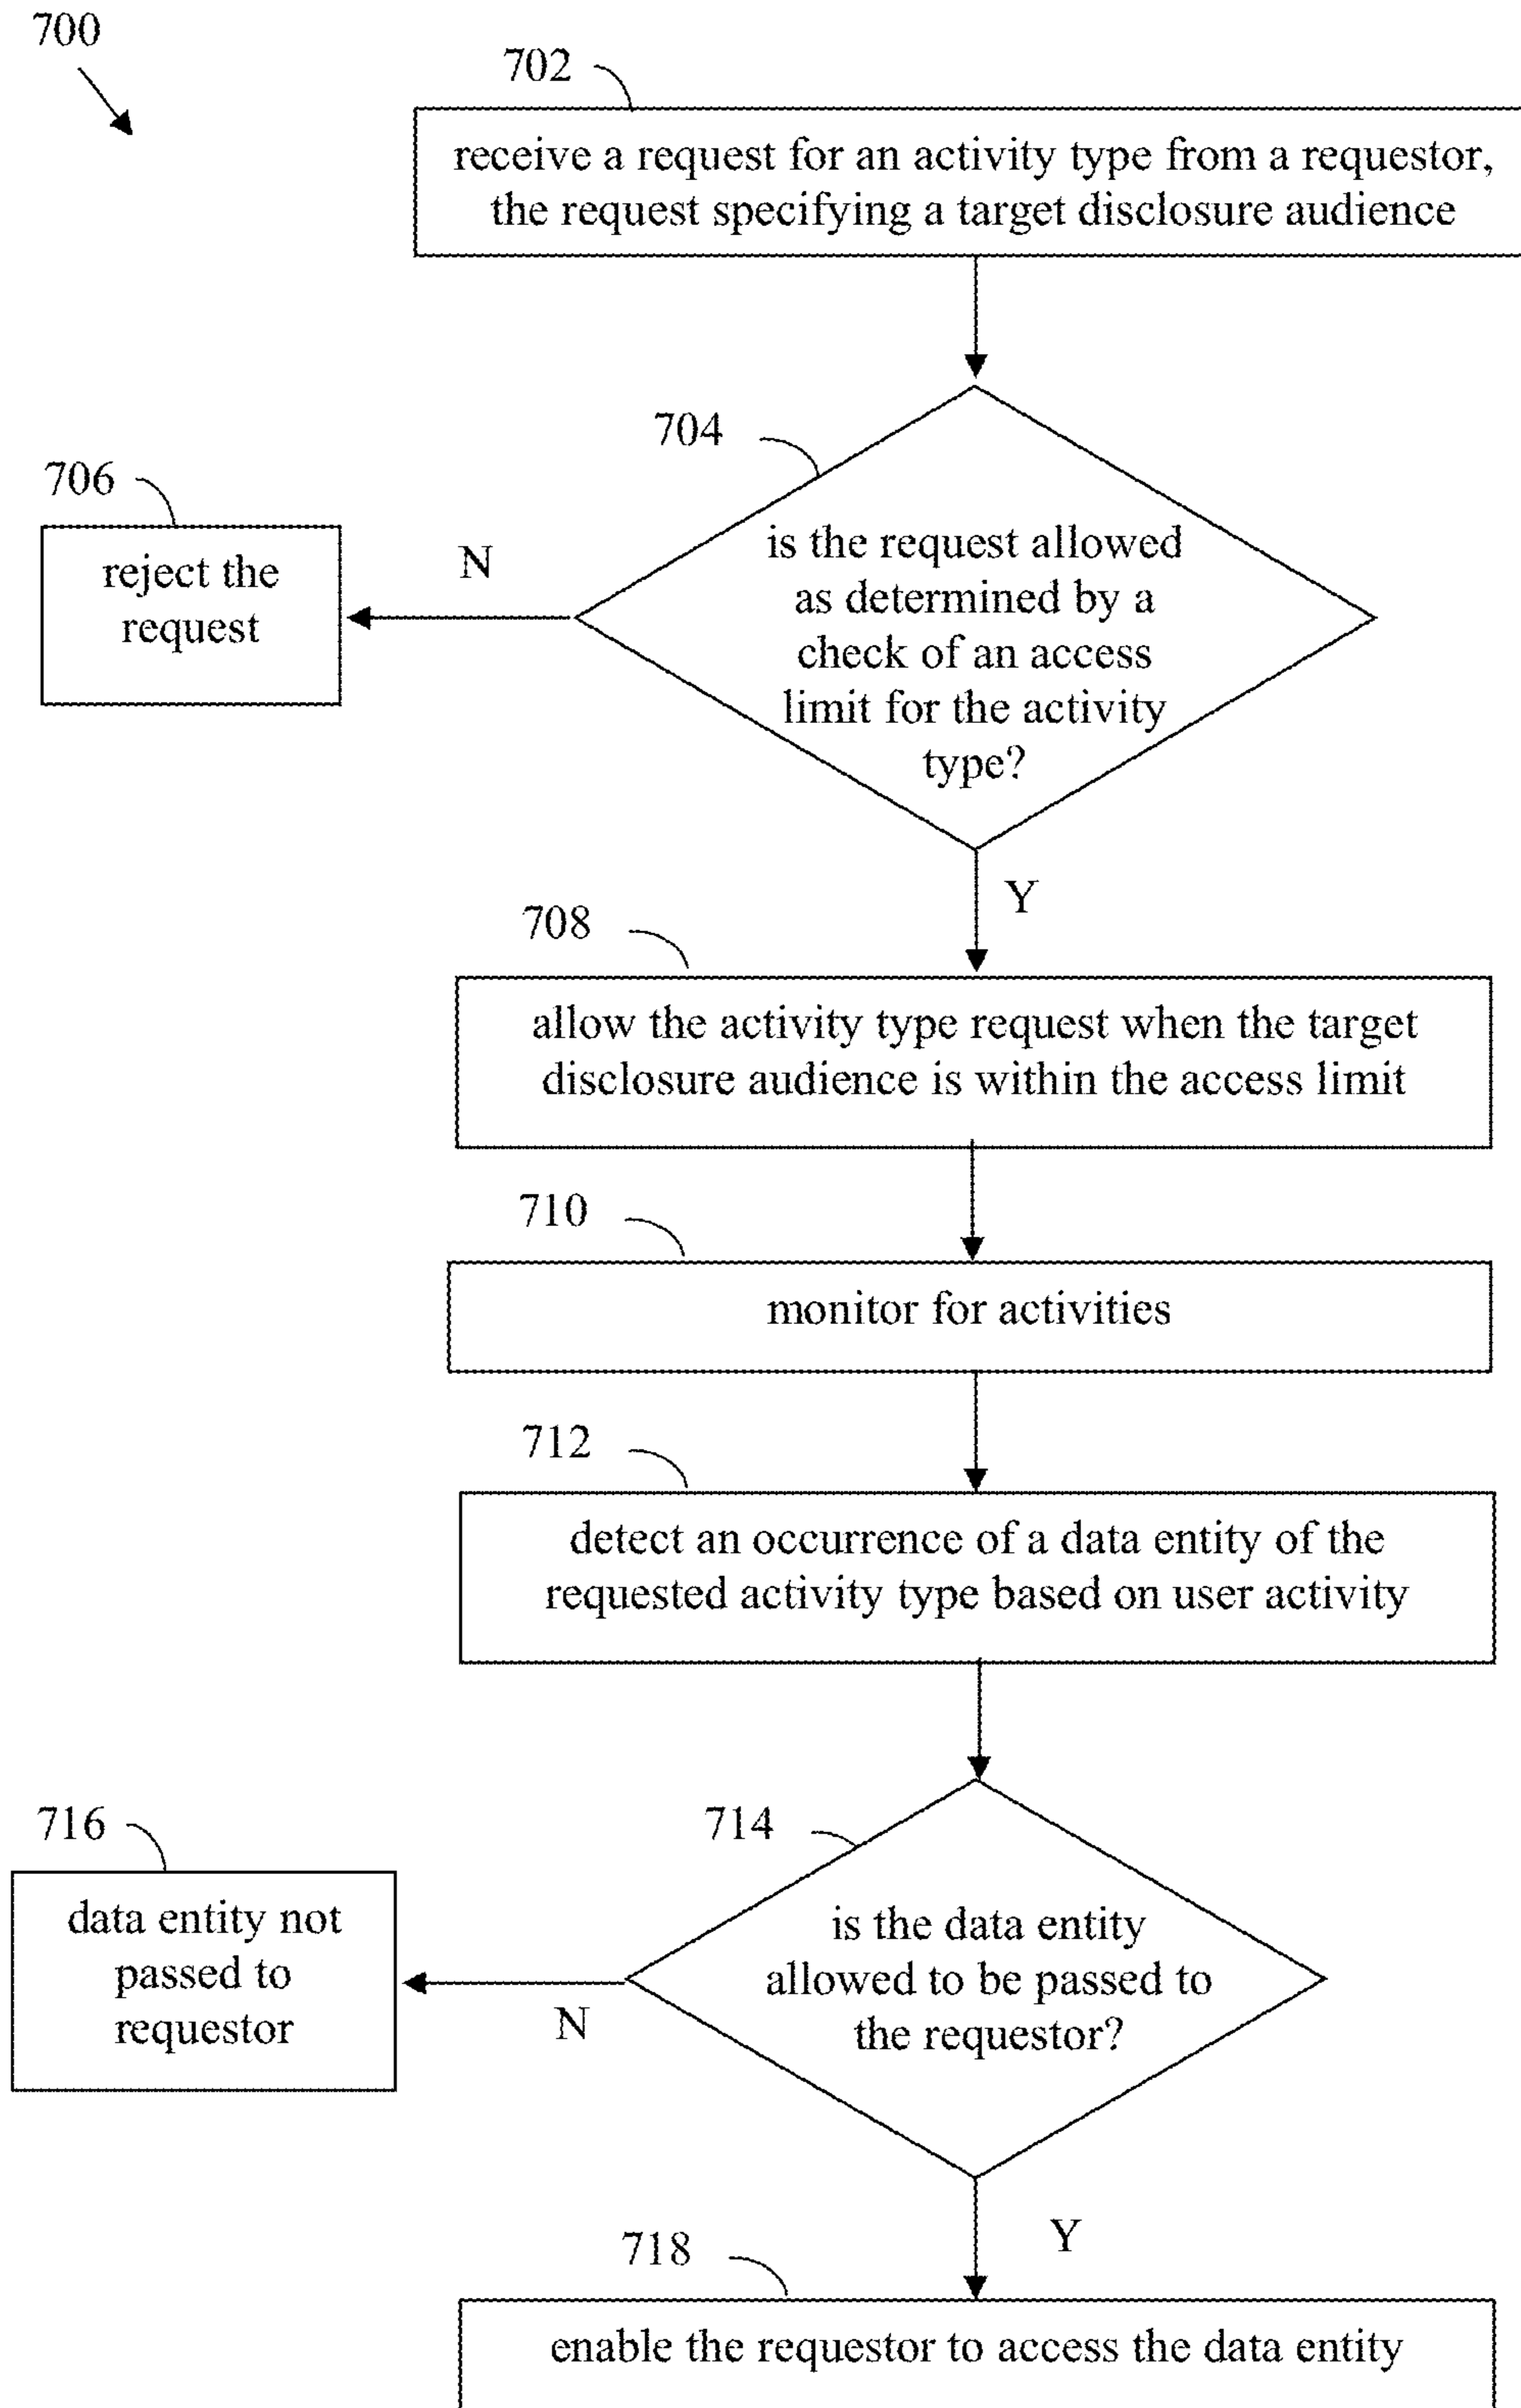 700
702
receive a request for an activity type from a requestor,
the request specifying a target disclosure audience
704
706
is the request allowed
as determined by a
check of an access
limit for the activity
type?
N
reject the
request
Y
708
allow the activity type request when the target
disclosure audience is within the access limit
710
monitor for activities
712
detect an occurrence of a data entity of the
requested activity type based on user activity
714
716
is the data entity
allowed to be passed to
the requestor?
N
data entity not
passed to
requestor
Y
718
enable the requestor to access the data entity